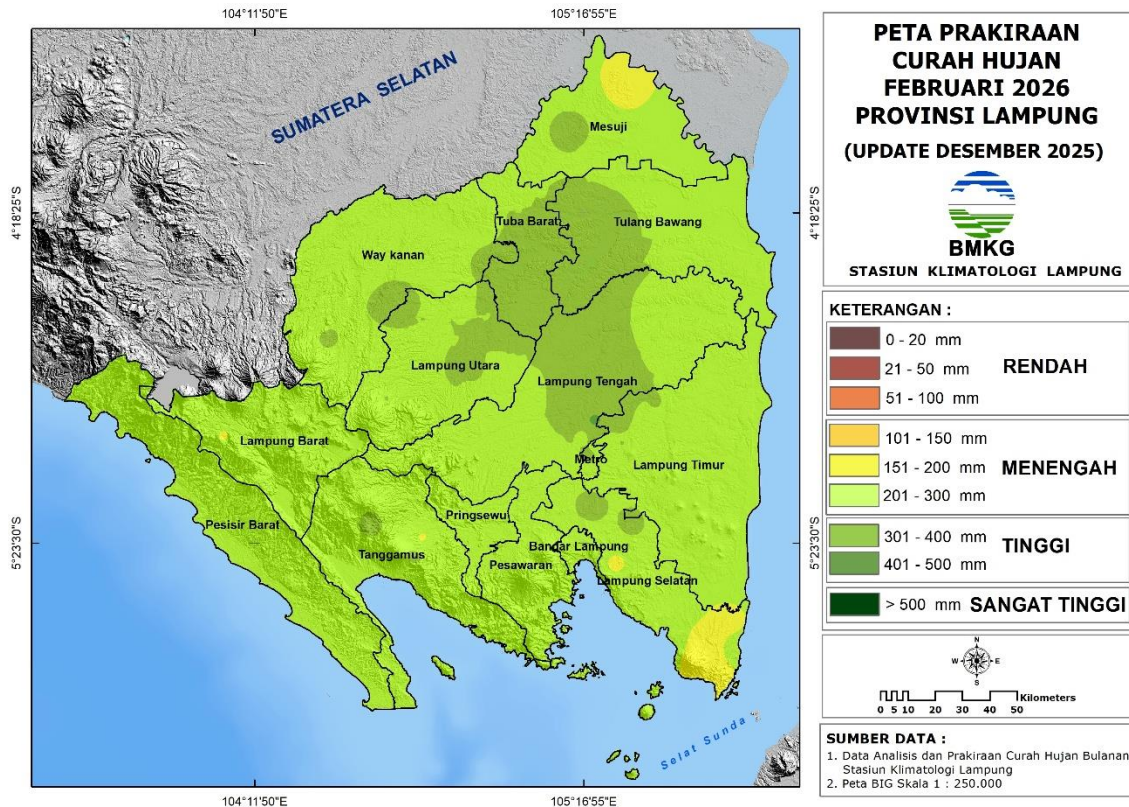 104°11'50"E
105°16'55"E
PETA PRAKIRAAN
CURAH HUJAN
FEBRUARI 2026
PROVINSI LAMPUNG
(UPDATE DESEMBER 2025)
BMKG
STASIUN KLIMATOLOGI LAMPUNG
KETERANGAN :
0 - 20 mm
21 - 50 mm
51 - 100 mm
RENDAH
101 - 150 mm
151 - 200 mm
201 - 300 mm
MENENGAH
301 - 400 mm
401 - 500 mm
TINGGI
> 500 mm
SANGAT TINGGI
N
W
E
S
Kilometers
0 5 10 20 30 40 50
SUMBER DATA :
1. Data Analisis dan Prakiraan Curah Hujan Bulanan
Stasiun Klimatologi Lampung
2. Peta BIG Skala 1 : 250.000
SUMATERA SELATAN
Mesuji
4°18'25"S
4°18'25"S
Tuba Barat
Tulang Bawang
Way kanan
Lampung Utara
Lampung Tengah
Lampung Barat
Metro
Lampung Timur
Pesisir Barat
Pringsewu
5°23'30"S
5°23'30"S
Tanggamus
Bandar Lampung
Pesawaran
Lampung Selatan
Selat Sunda
104°11'50"E
105°16'55"E